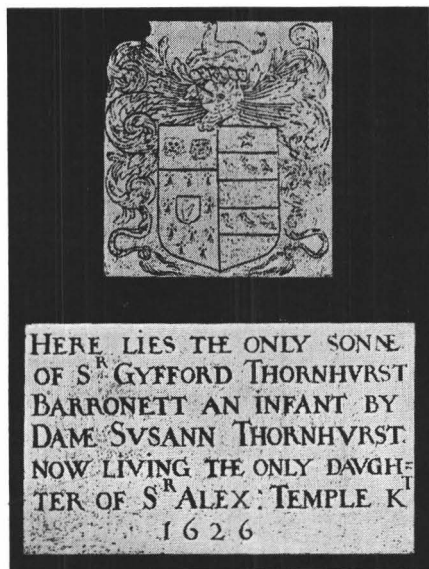 HERE LIES THE ONLY SONNE
OF Sᴿ GYFFORD THORNHVRST
BARRONETT AN INFANT BY
DAME SVSANN THORNHVRST.
NOW LIVING THE ONLY DAVGH=
TER OF Sᴿ ALEX: TEMPLE Kᵀ
1626